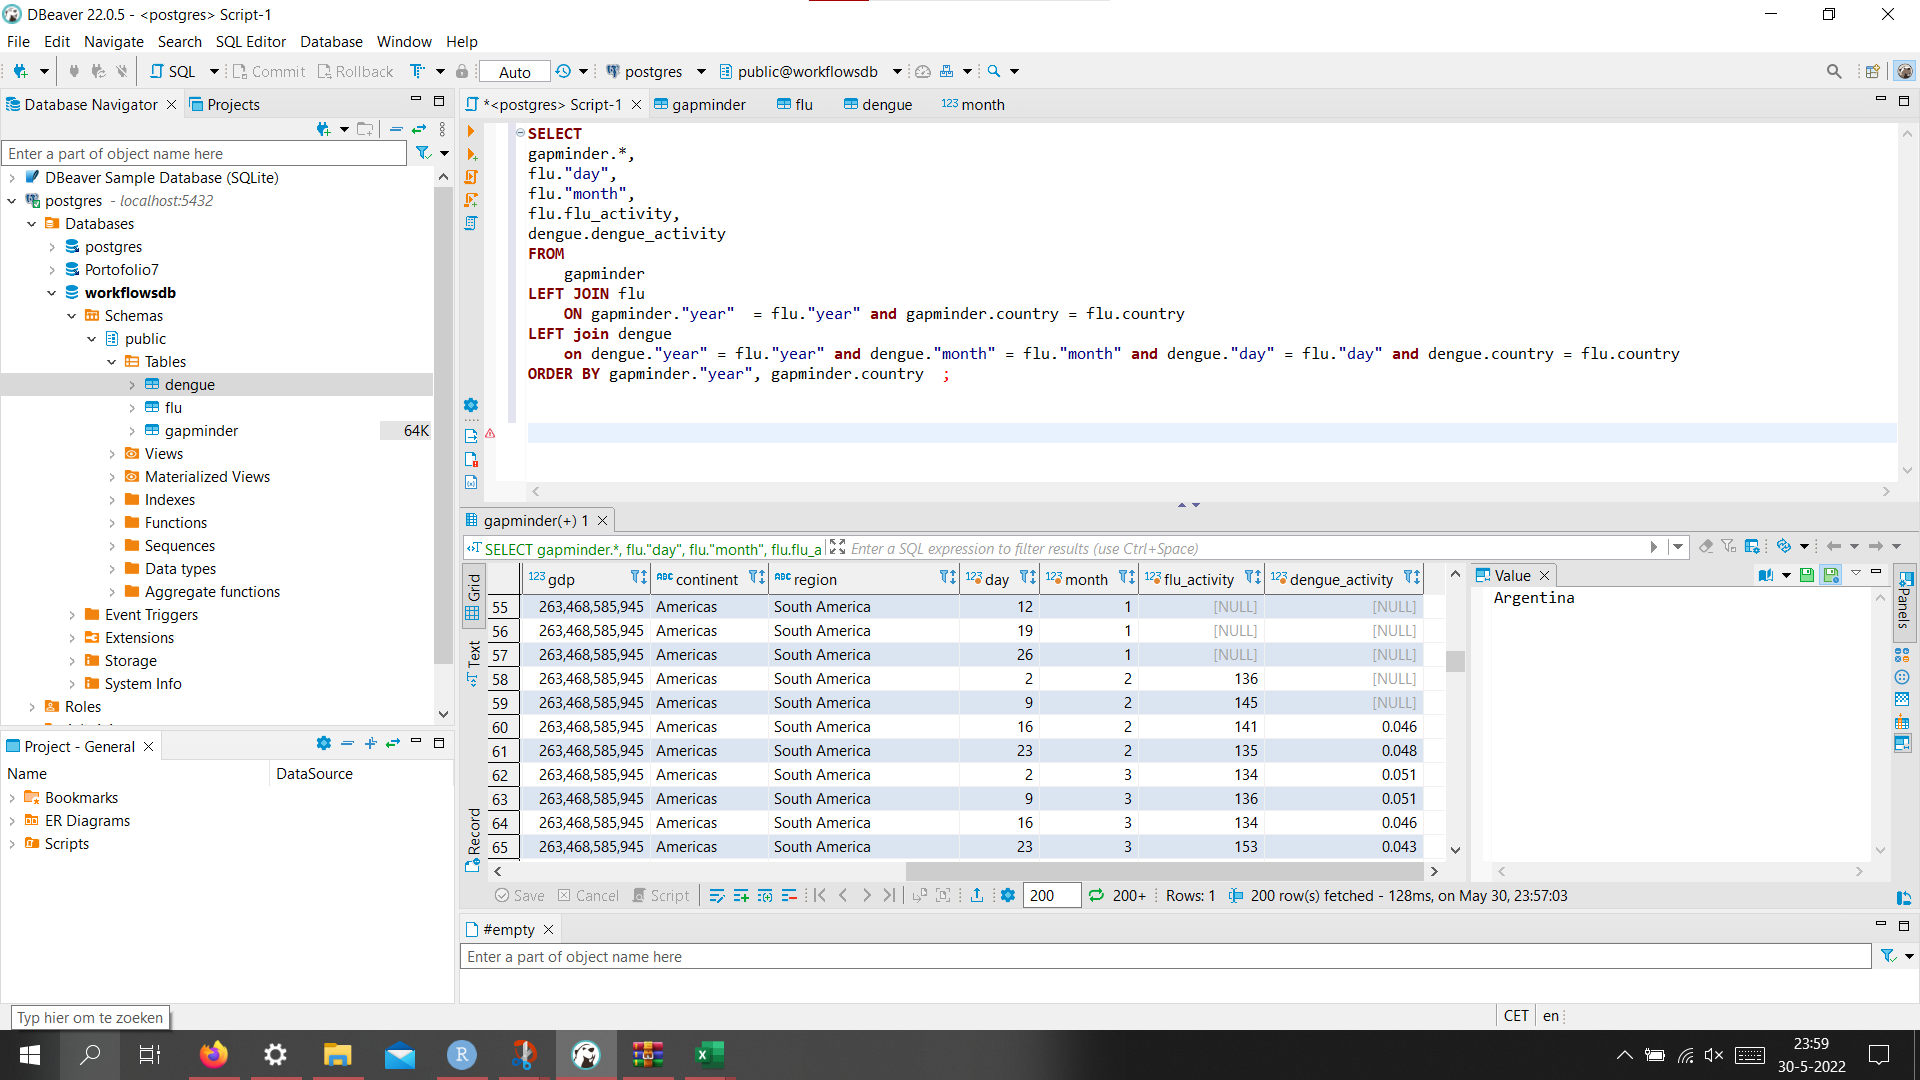 DBeaver 22.0.5 - <postgres> Script-1
File Edit Navigate Search SQL Editor Database Window Help
SQL Commit Rollback Auto postgres public@workflowsdb
Database Navigator Projects
*<postgres> Script-1 gapminder flu dengue 123 month
Enter a part of object name here
DBeaver Sample Database (SQLite)
postgres - localhost:5432
Databases
postgres
Portofolio7
workflowsdb
Schemas
public
Tables
dengue
flu
gapminder 64K
Views
Materialized Views
Indexes
Functions
Sequences
Data types
Aggregate functions
Event Triggers
Extensions
Storage
System Info
Roles
Project - General
Name DataSource
Bookmarks
ER Diagrams
Scripts
SELECT
gapminder.*,
flu."day",
flu."month",
flu.flu_activity,
dengue.dengue_activity
FROM
gapminder
LEFT JOIN flu
ON gapminder."year"  = flu."year" and gapminder.country = flu.country
LEFT join dengue
on dengue."year" = flu."year" and dengue."month" = flu."month" and dengue."day" = flu."day" and dengue.country = flu.country
ORDER BY gapminder."year", gapminder.country  ;
gapminder(+) 1
SELECT gapminder.*, flu."day", flu."month", flu.flu_a Enter a SQL expression to filter results (use Ctrl+Space)
Grid
Text
Record
123 gdp ABC continent ABC region 123 day 123 month 123 flu_activity 123 dengue_activity
55 263,468,585,945 Americas South America 12 1 [NULL] [NULL]
56 263,468,585,945 Americas South America 19 1 [NULL] [NULL]
57 263,468,585,945 Americas South America 26 1 [NULL] [NULL]
58 263,468,585,945 Americas South America 2 2 136 [NULL]
59 263,468,585,945 Americas South America 9 2 145 [NULL]
60 263,468,585,945 Americas South America 16 2 141 0.046
61 263,468,585,945 Americas South America 23 2 135 0.048
62 263,468,585,945 Americas South America 2 3 134 0.051
63 263,468,585,945 Americas South America 9 3 136 0.051
64 263,468,585,945 Americas South America 16 3 134 0.046
65 263,468,585,945 Americas South America 23 3 153 0.043
Value
Argentina
Panels
Save Cancel Script 200 200+ Rows: 1 200 row(s) fetched - 128ms, on May 30, 23:57:03
#empty
Enter a part of object name here
Typ hier om te zoeken
CET en
23:59
30-5-2022